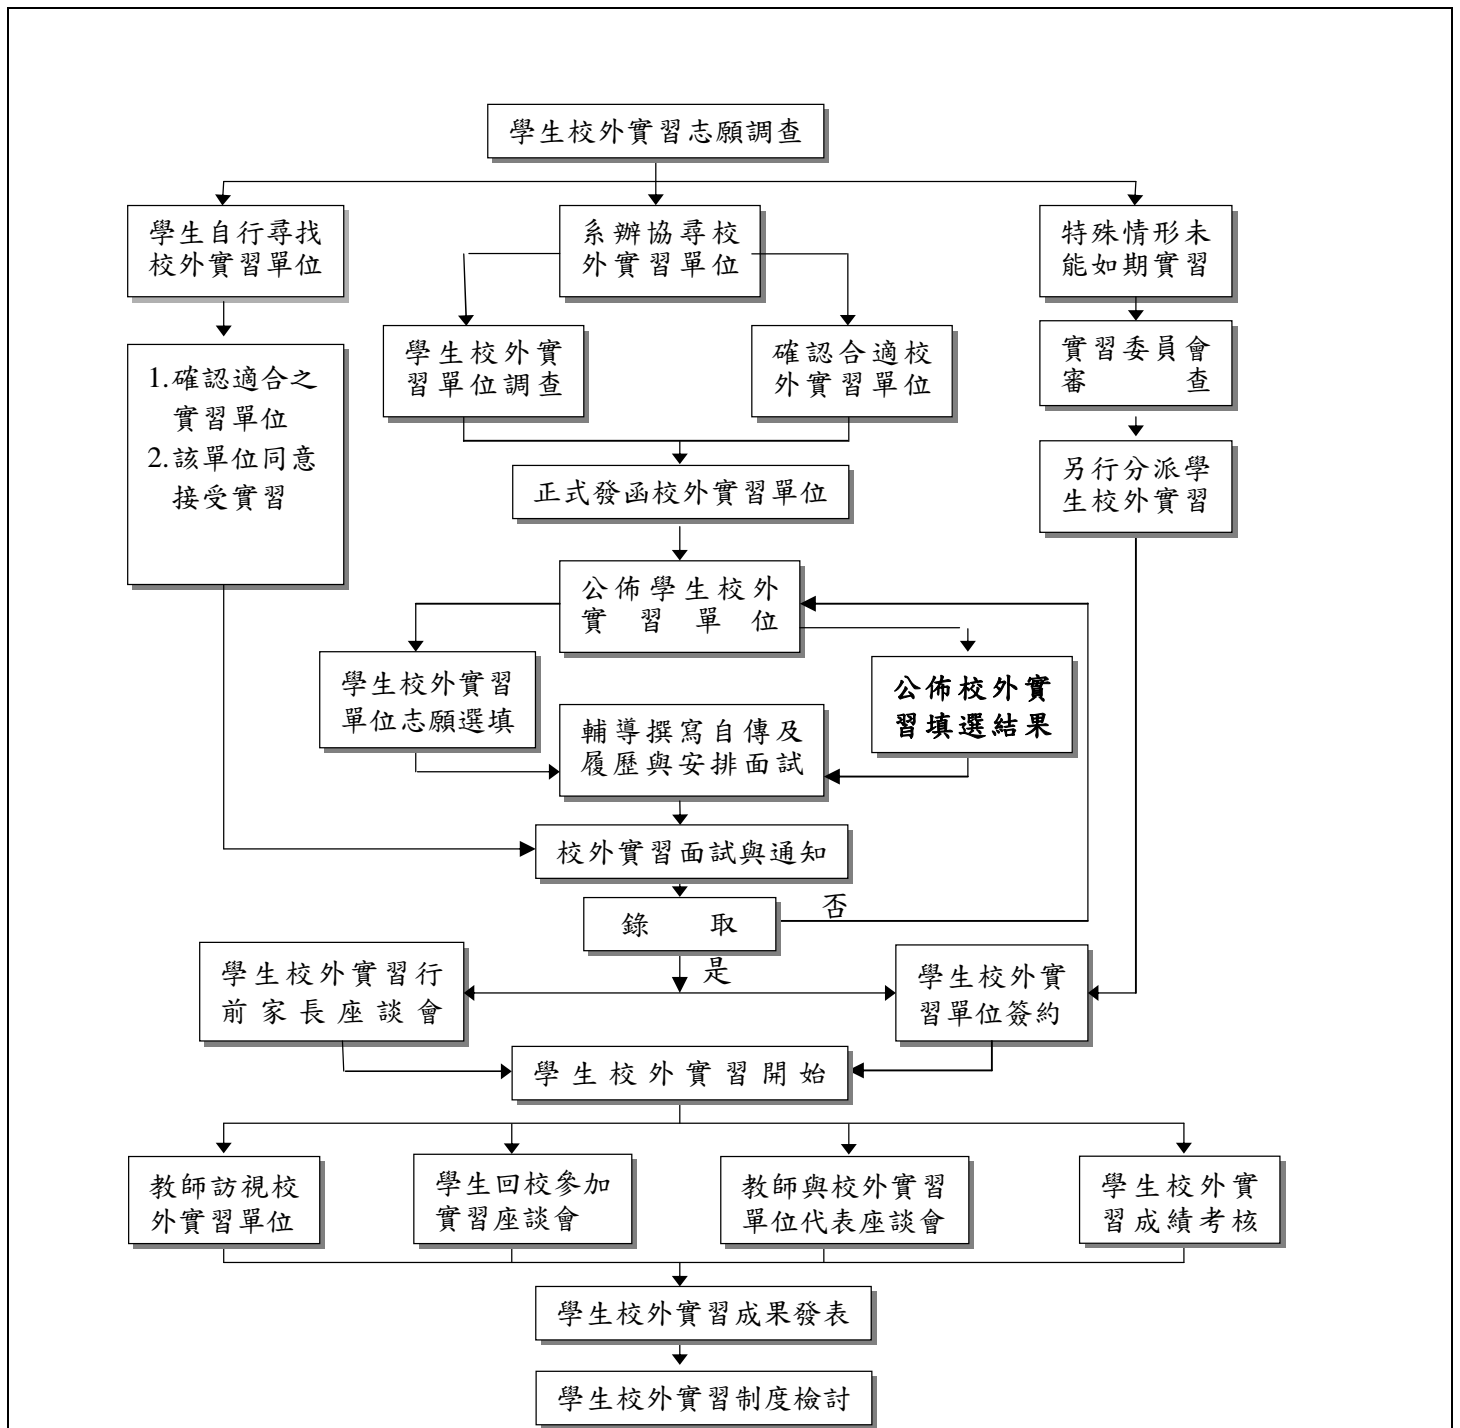 學生校外實習志願調查
學生自行尋找
校外實習單位
系辦協尋校
外實習單位
特殊情形未
能如期實習
1.確認適合之
實習單位
2.該單位同意
接受實習
學生校外實
習單位調查
確認合適校
外實習單位
實習委員會
審查
另行分派學
生校外實習
正式發函校外實習單位
公佈學生校外
實習單位
學生校外實習
單位志願選填
公佈校外實
習填選結果
輔導撰寫自傳及
履歷與安排面試
校外實習面試與通知
錄取
否
是
學生校外實習行
前家長座談會
學生校外實
習單位簽約
學生校外實習開始
教師訪視校
外實習單位
學生回校參加
實習座談會
教師與校外實習
單位代表座談會
學生校外實
習成績考核
學生校外實習成果發表
學生校外實習制度檢討